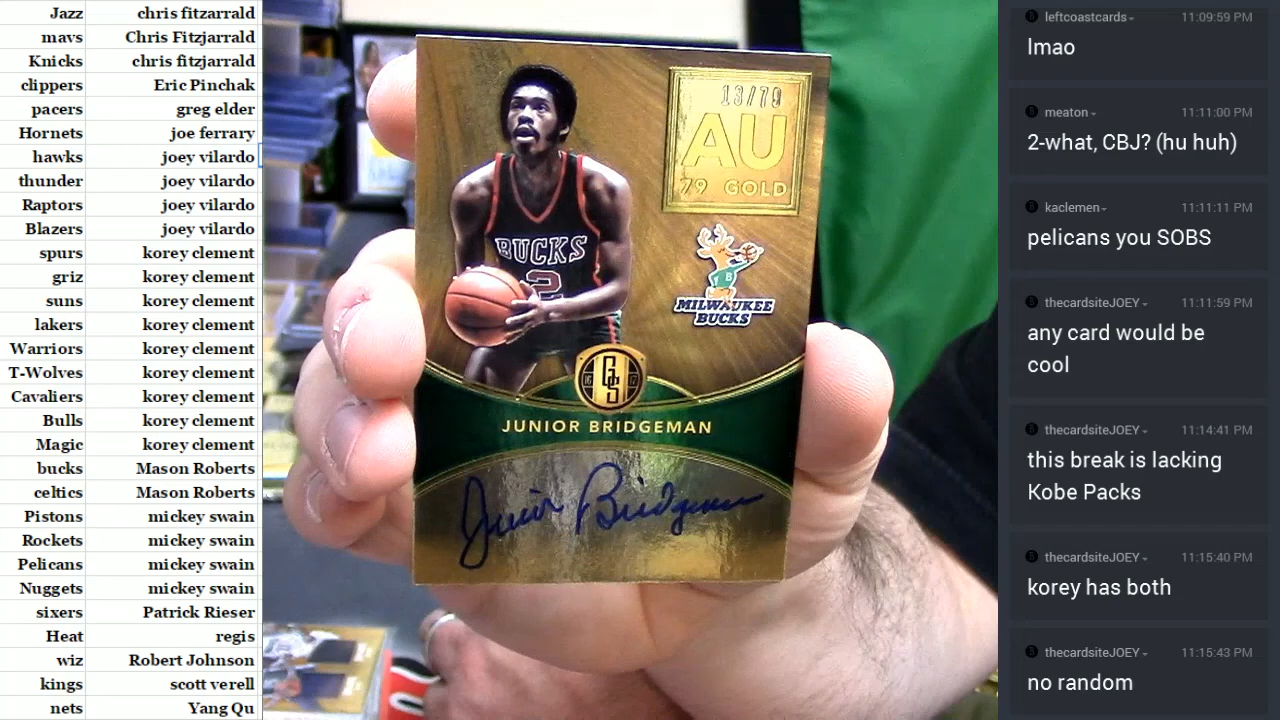 Jazz chris fitzarrald
mavs Chris Fitzjarrald
Knicks chris fitzarrald
clippers Eric Pinchak
pacers greg elder
Hornets joe ferrary
hawks joey vilardo
thunder joey vilardo
Raptors joey vilardo
Blazers joey vilardo
spurs korey clement
griz korey clement
suns korey clement
lakers korey clement
Warriors korey clement
T-Wolves korey clement
Cavaliers korey clement
Bulls korey clement
Magic korey clement
bucks Mason Roberts
celtics Mason Roberts
Pistons mickey swain
Rockets mickey swain
Pelicans mickey swain
Nuggets mickey swain
sixers Patrick Rieser
Heat regis
wiz Robert Johnson
kings scott verell
nets Yang Qu
13/79
AU
79 GOLD
BUCKS
2
B
MILWAUKEE
BUCKS
16 GS 17
JUNIOR BRIDGEMAN
Junior Bridgeman
leftcoastcards 11:09:59 PM
lmao
meaton 11:11:00 PM
2-what, CBJ? (hu huh)
kaclemen 11:11:11 PM
pelicans you SOBS
thecardsiteJOEY 11:11:59 PM
any card would be
cool
thecardsiteJOEY 11:14:41 PM
this break is lacking
Kobe Packs
thecardsiteJOEY 11:15:40 PM
korey has both
thecardsiteJOEY 11:15:43 PM
no random